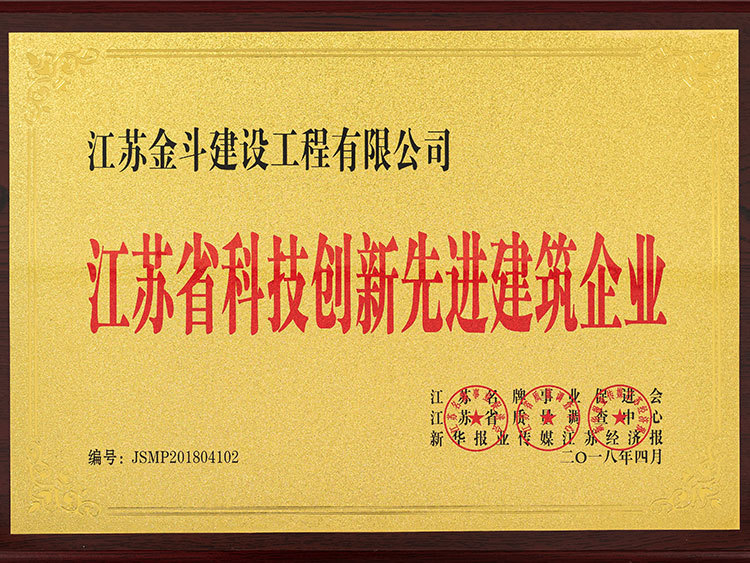 江苏金斗建设工程有限公司
江苏省科技创新先进建筑企业
江苏名牌事业促进会
江苏省质量调查中心
新华报业传媒江苏经济报
编号：JSMP201804102
二〇一八年四月